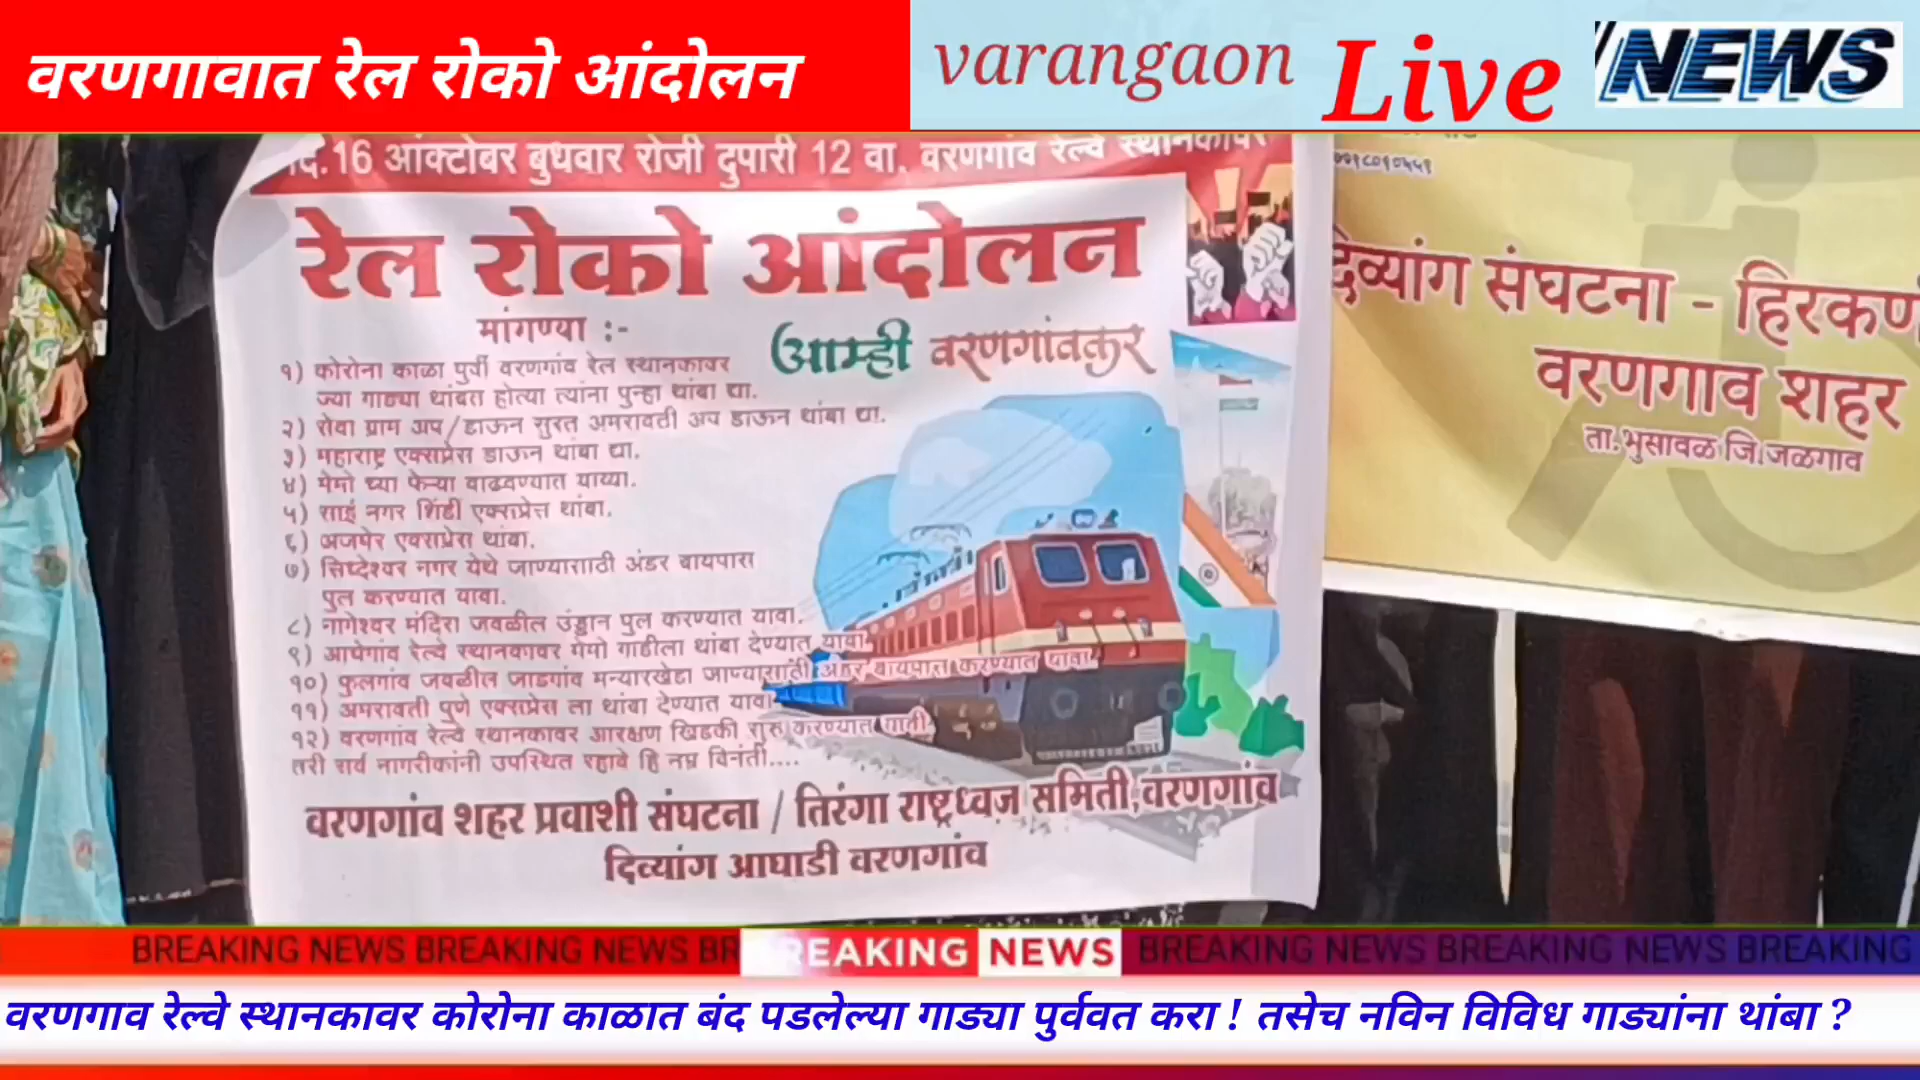 वरणगावात रेल रोको आंदोलन
varangaon Live NEWS
दि.16 ऑक्टोबर बुधवार रोजी दुपारी 12 वा. वरणगांव रेल्वे स्थानकावर
रेल रोको आंदोलन
मांगण्या :-
आम्ही वरणगांवकर
१) कोरोना काळा पुर्वी वरणगांव रेल स्थानकावर
ज्या गाड्या थांबत होत्या त्यांना पुन्हा थांबा द्या.
२) सेवा ग्राम अप/डाऊन सुरत अमरावती अप डाऊन थांबा द्या.
३) महाराष्ट्र एक्सप्रेस डाऊन थांबा द्या.
४) मेमो च्या फेऱ्या वाढवण्यात याव्या.
५) साई नगर शिर्डी एक्सप्रेस थांबा.
६) अजमेर एक्सप्रेस थांबा.
७) सिध्देश्वर नगर येथे जाण्यासाठी अंडर बायपास
पुल करण्यात यावा.
८) नागेश्वर मंदिरा जवळील उड्डान पुल करण्यात यावा.
९) आचेगांव रेल्वे स्थानकावर मेमो गाडीला थांबा देण्यात यावा.
१०) फुलगांव जवळील जाडगांव मन्यारखेडा जाण्यासाठी अंडर बायपास करण्यात यावा.
११) अमरावती पुणे एक्सप्रेस ला थांबा देण्यात यावा
१२) वरणगांव रेल्वे स्थानकावर आरक्षण खिडकी सुरु करण्यात यावी.
तरी सर्व नागरीकांनी उपस्थित रहावे हि नम्र विनंती....
वरणगांव शहर प्रवाशी संघटना / तिरंगा राष्ट्रध्वज समिती,वरणगांव
दिव्यांग आघाडी वरणगांव
दिव्यांग संघटना -
वरणगाव शहर
ता.भुसावळ जि.जळगाव
BREAKING NEWS BREAKING NEWS BR
BREAKING NEWS
BREAKING NEWS BREAKING NEWS BREAKING
वरणगाव रेल्वे स्थानकावर कोरोना काळात बंद पडलेल्या गाड्या पुर्ववत करा ! तसेच नविन विविध गाड्यांना थांबा ?